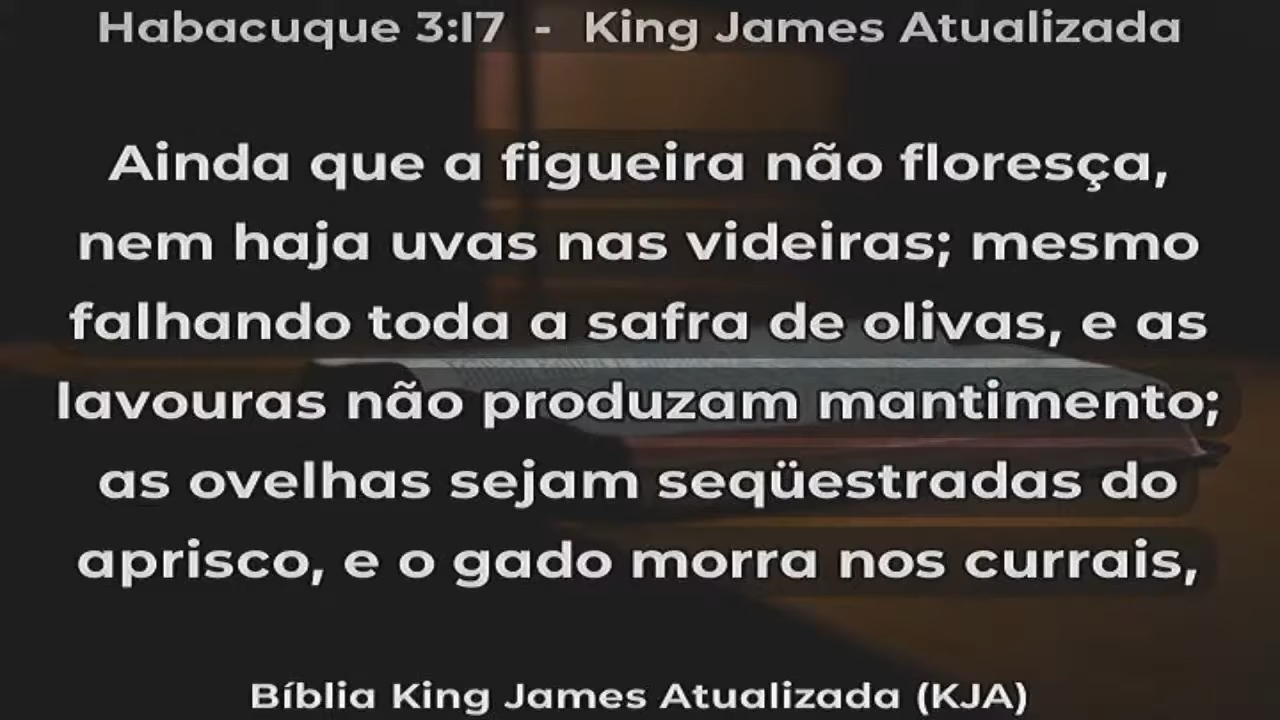 Habacuque 3:17 - King James Atualizada
Ainda que a figueira não floresça,
nem haja uvas nas videiras; mesmo
falhando toda a safra de olivas, e as
lavouras não produzam mantimento;
as ovelhas sejam seqüestradas do
aprisco, e o gado morra nos currais,
Bíblia King James Atualizada (KJA)